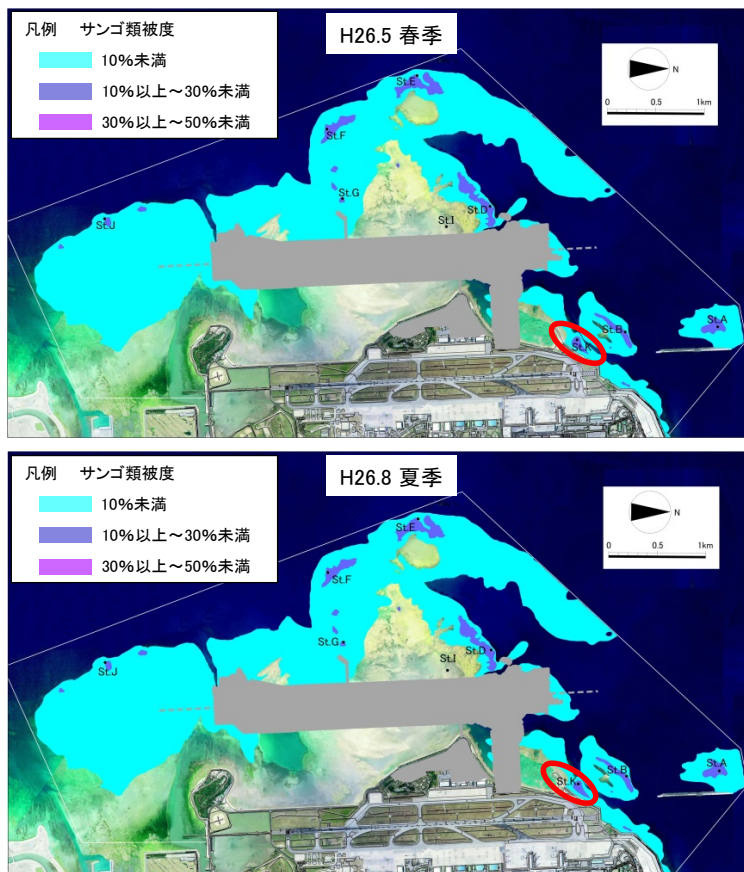 凡例 サンゴ類被度
10%未満
10%以上～30%未満
30%以上～50%未満
H26.5 春季
N
0 0.5 1km
St.E
St.F
St.G
St.J
St.D
St.I
St.A
St.B
St.K
凡例 サンゴ類被度
10%未満
10%以上～30%未満
30%以上～50%未満
H26.8 夏季
N
0 0.5 1km
St.E
St.F
St.G
St.D
St.J
St.I
St.A
St.B
St.K